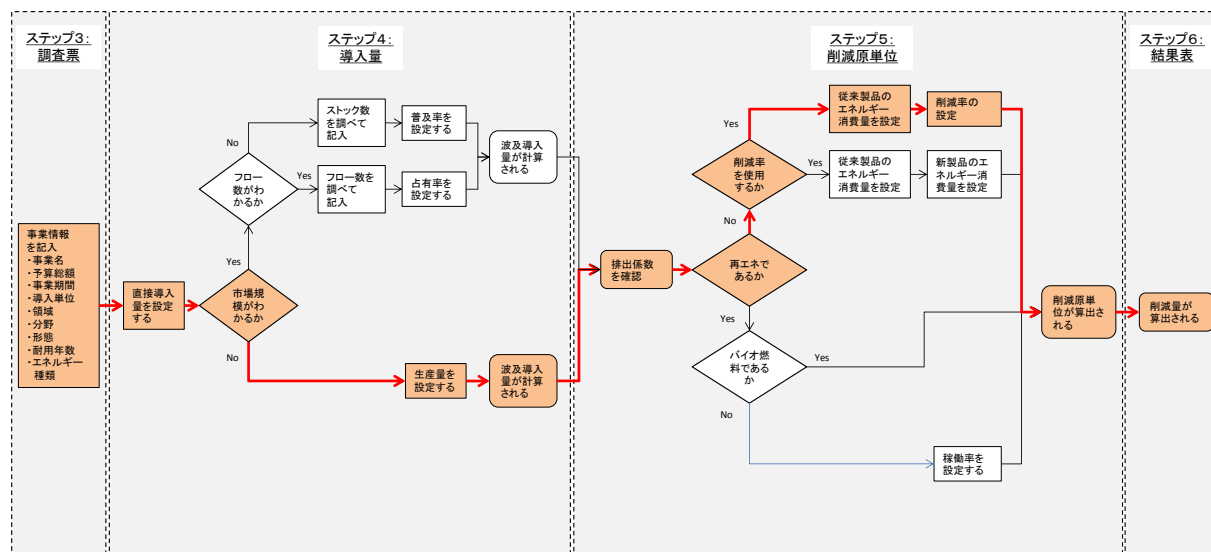 ステップ3:
調査票
事業情報
を記入
・事業名
・予算総額
・事業期間
・導入単位
・領域
・分野
・形態
・耐用年数
・エネルギー
種類
ステップ4:
導入量
直接導入
量を設定
する
市場規
模がわ
かるか
Yes
No
フロー
数がわ
かるか
No
Yes
ストック数
を調べて
記入
普及率を
設定する
フロー数を
調べて
記入
占有率を
設定する
波及導入
量が計算
される
生産量を
設定する
波及導入
量が計算
される
ステップ5:
削減原単位
排出係数
を確認
再エネで
あるか
No
Yes
削減率
を使用
するか
Yes
Yes
従来製品の
エネルギー
消費量を設定
削減率の
設定
従来製品の
エネルギー
消費量を設定
新製品のエ
ネルギー消
費量を設定
バイオ燃
料である
か
Yes
No
稼働率を
設定する
削減原単
位が算出さ
れる
ステップ6:
結果表
削減量が
算出される